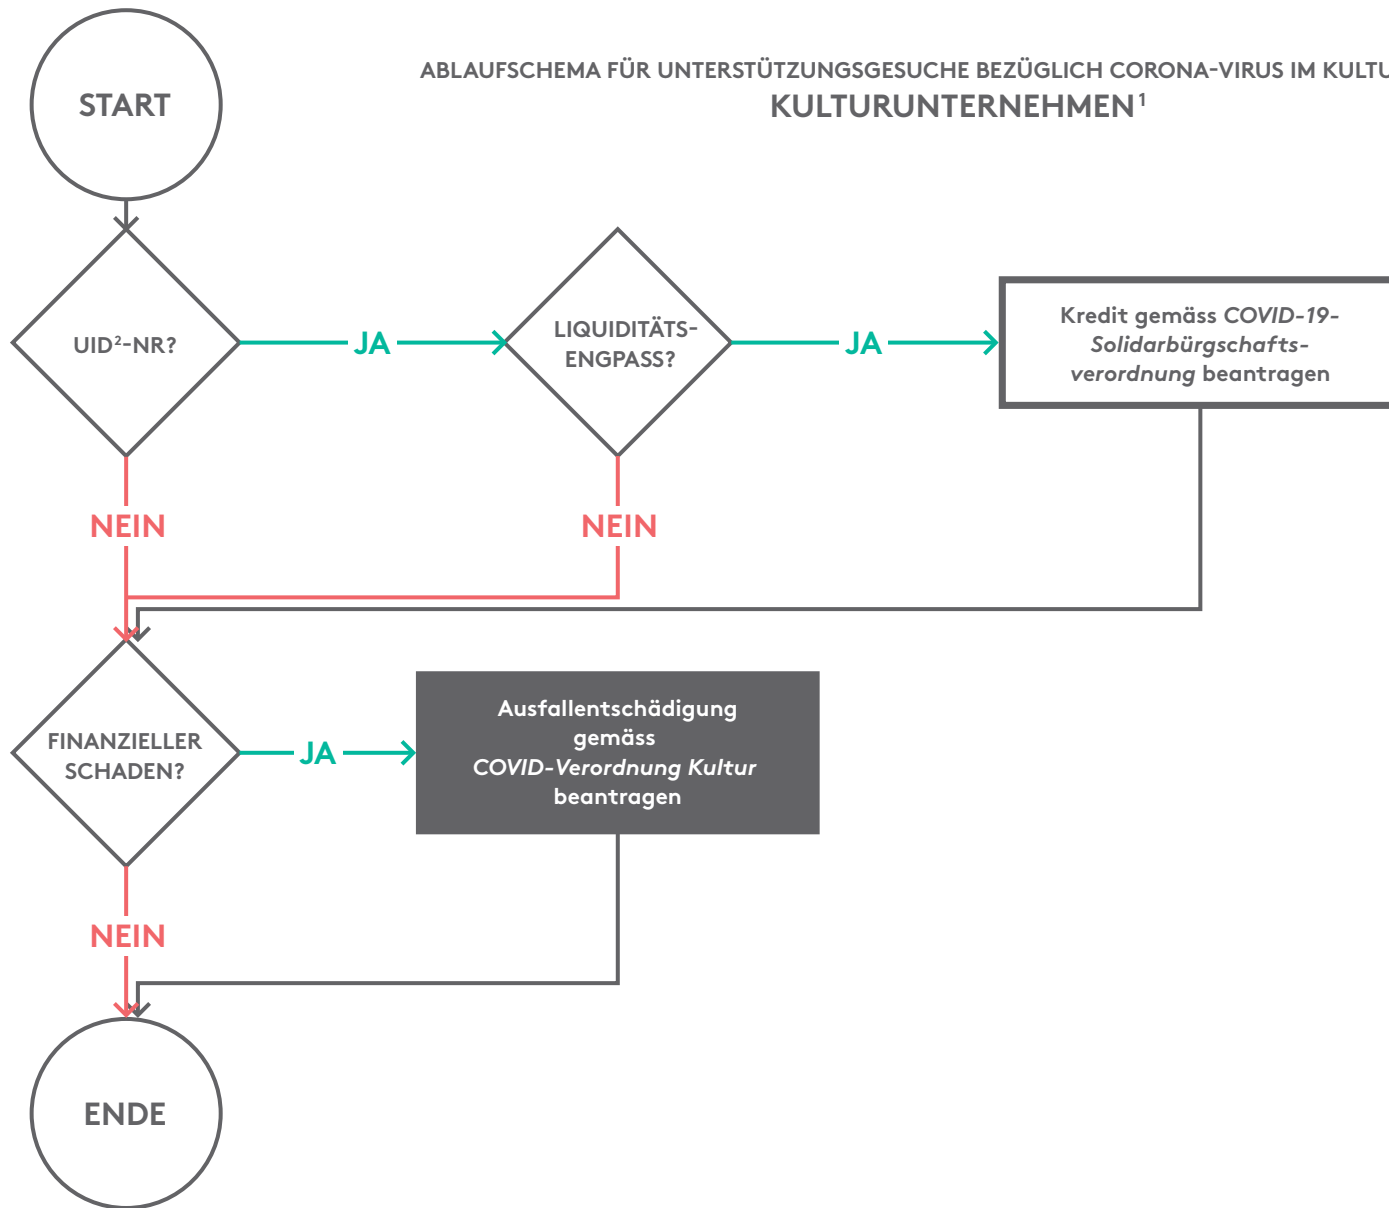 START
ABLAUFSCHEMA FÜR UNTERSTÜTZUNGSGESUCHE BEZÜGLICH CORONA-VIRUS IM KULTU
KULTURUNTERNEHMEN¹
UID²-NR?
JA
LIQUIDITÄTS-
ENGPASS?
JA
Kredit gemäss COVID-19-
Solidarbürgschafts-
verordnung beantragen
NEIN
NEIN
FINANZIELLER
SCHADEN?
JA
Ausfallentschädigung
gemäss
COVID-Verordnung Kultur
beantragen
NEIN
ENDE